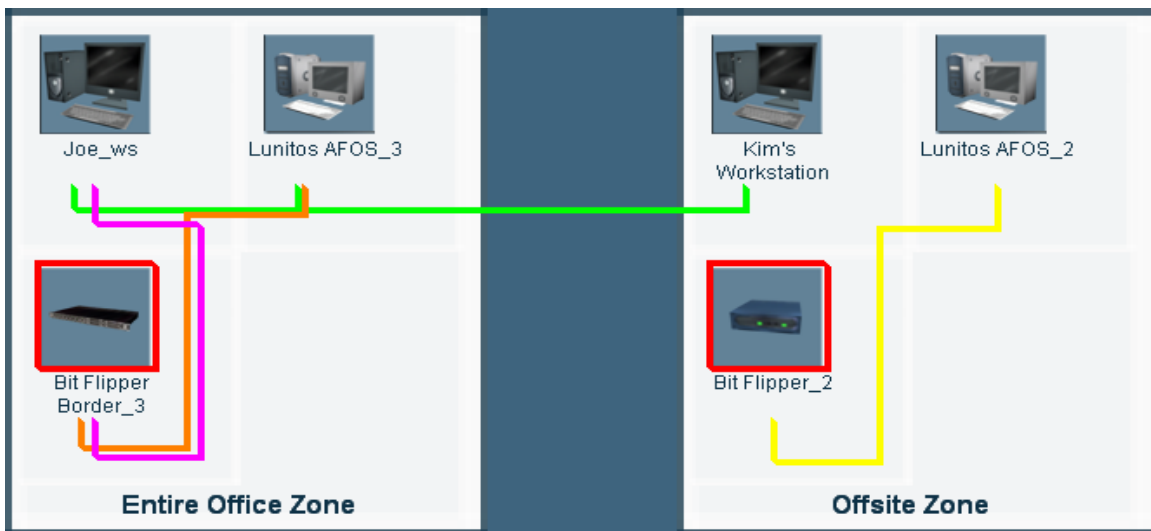 Joe_ws
Lunitos AFOS_3
Kim's
Workstation
Lunitos AFOS_2
Bit Flipper
Border_3
Bit Flipper_2
Entire Office Zone
Offsite Zone